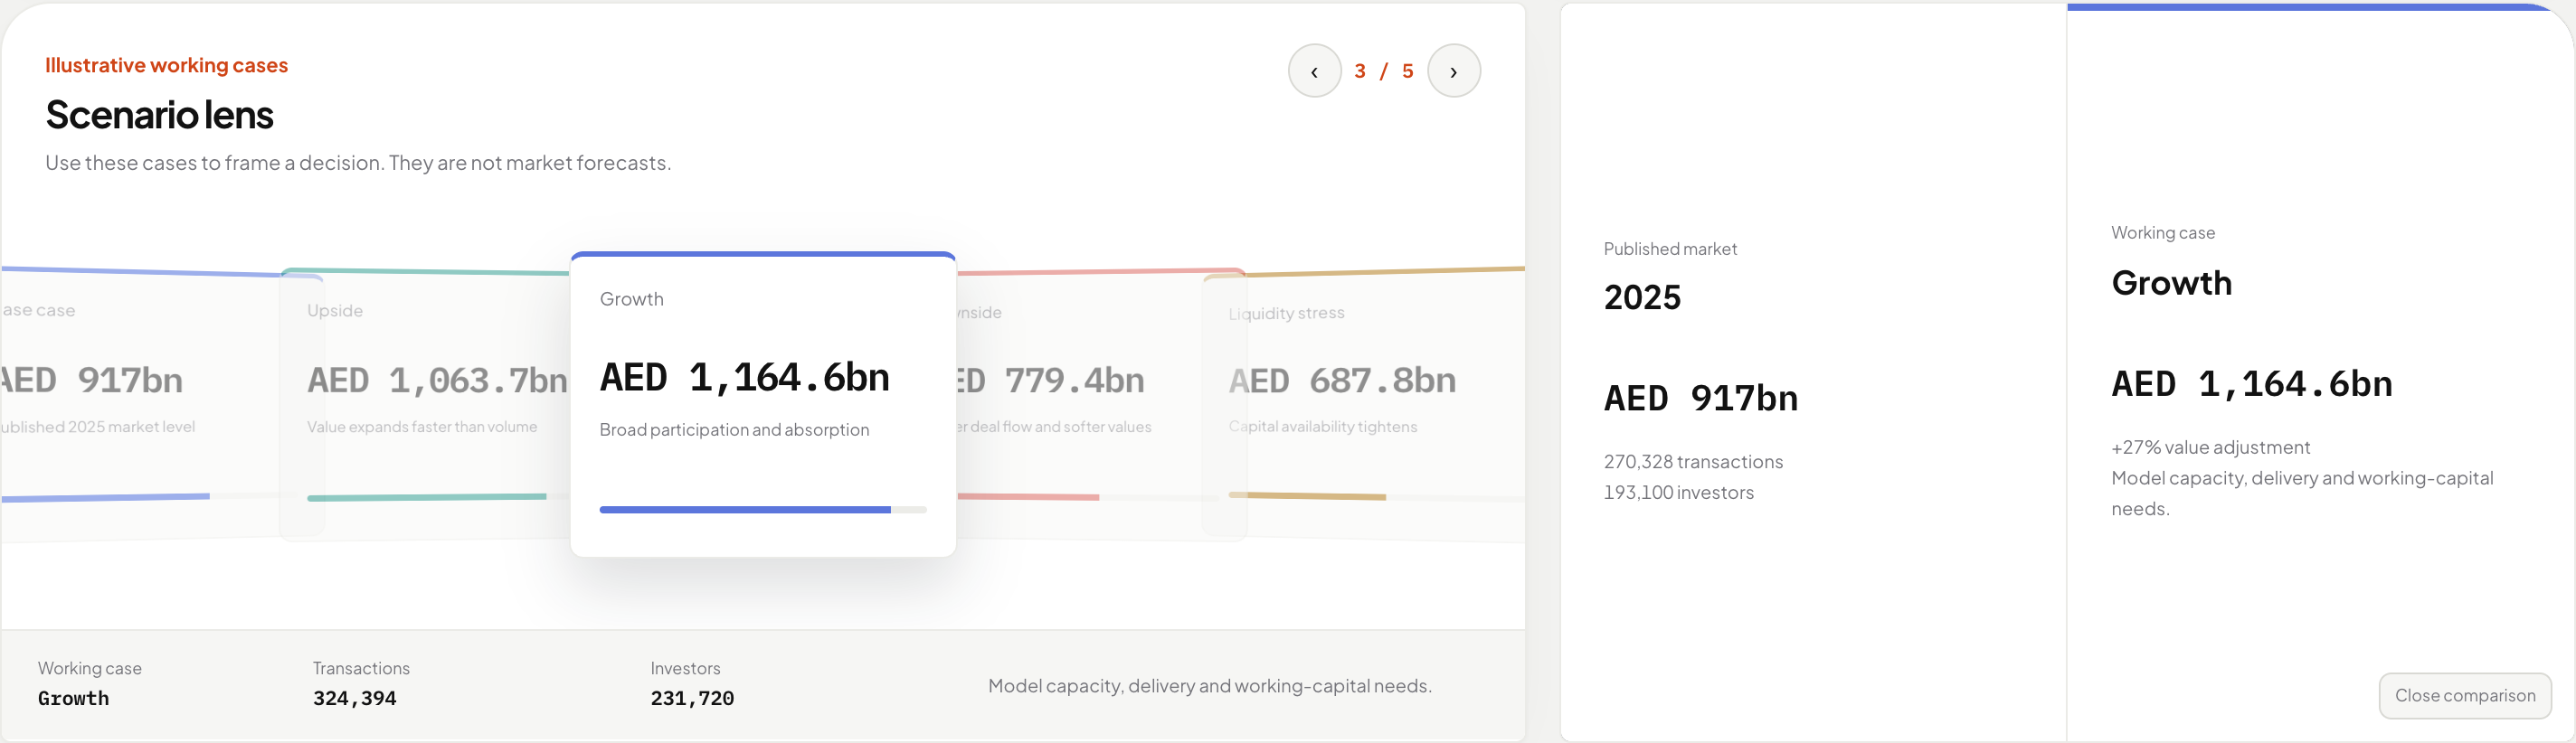 Illustrative working cases
Scenario lens
Use these cases to frame a decision. They are not market forecasts.
‹ 3 / 5 ›
ase case
AED 917bn
ublished 2025 market level
Upside
AED 1,063.7bn
Value expands faster than volume
Growth
AED 1,164.6bn
Broad participation and absorption
nside
ED 779.4bn
er deal flow and softer values
Liquidity stress
AED 687.8bn
Capital availability tightens
Working case
Growth
Transactions
324,394
Investors
231,720
Model capacity, delivery and working-capital needs.
Published market
2025
AED 917bn
270,328 transactions
193,100 investors
Working case
Growth
AED 1,164.6bn
+27% value adjustment
Model capacity, delivery and working-capital
needs.
Close comparison